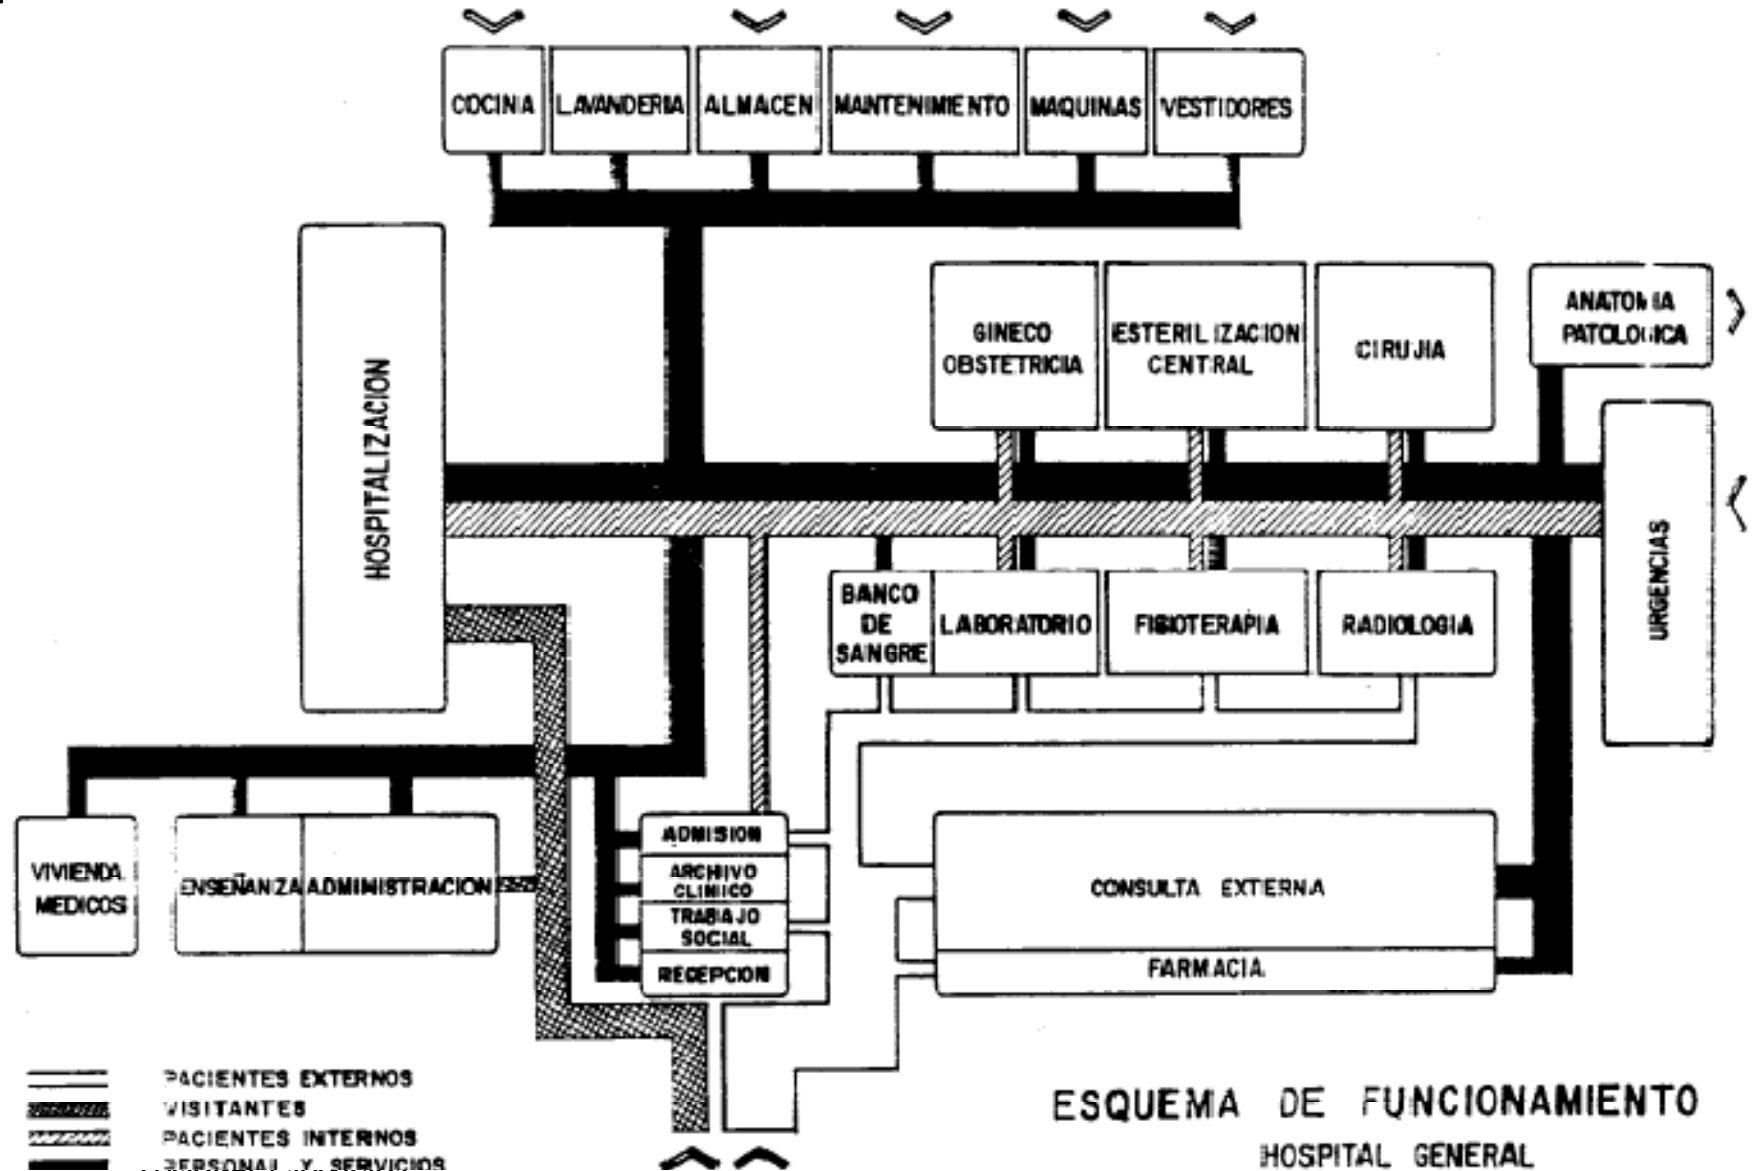 COCINA
LAVANDERIA
ALMACEN
MANTENIMIENTO
MAQUINAS
VESTIDORES
HOSPITALIZACION
GINECO
OBSTETRICIA
ESTERILIZACION
CENTRAL
CIRUJIA
ANATOMIA
PATOLOGICA
URGENCIAS
BANCO
DE
SANGRE
LABORATORIO
FISIOTERAPIA
RADIOLOGIA
VIVIENDA
MEDICOS
ENSEÑANZA
ADMINISTRACION
ADMISION
ARCHIVO
CLINICO
TRABAJO
SOCIAL
RECEPCION
CONSULTA EXTERNA
FARMACIA
PACIENTES EXTERNOS
VISITANTES
PACIENTES INTERNOS
PERSONAL Y SERVICIOS
ESQUEMA DE FUNCIONAMIENTO
HOSPITAL GENERAL